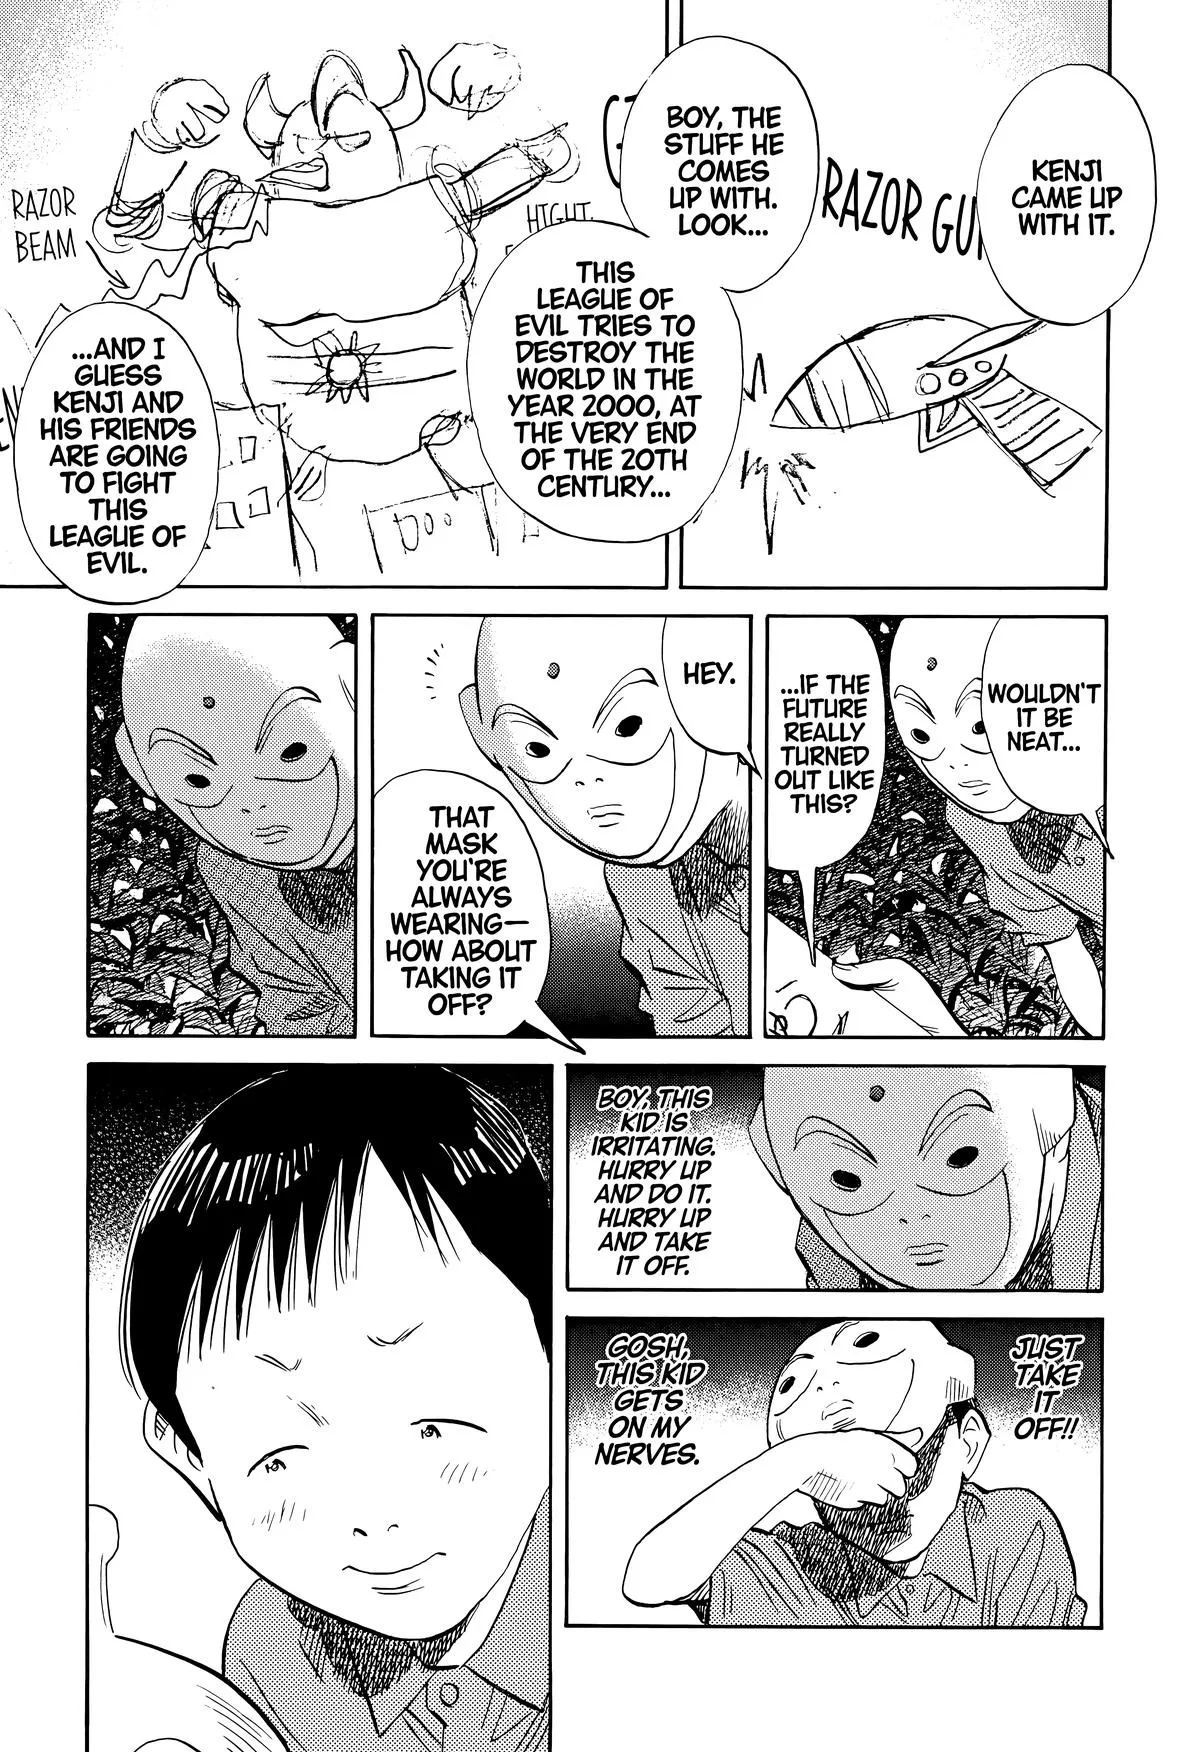 KENJI
CAME UP
WITH IT.
RAZOR GU
BOY, THE
STUFF HE
COMES
UP WITH.
LOOK...
THIS
LEAGUE OF
EVIL TRIES TO
DESTROY THE
WORLD IN THE
YEAR 2000, AT
THE VERY END
OF THE 20TH
CENTURY...
HIGHT
RAZOR
BEAM
...AND I
GUESS
KENJI AND
HIS FRIENDS
ARE GOING
TO FIGHT
THIS
LEAGUE OF
EVIL.
WOULDN'T
IT BE
NEAT...
...IF THE
FUTURE
REALLY
TURNED
OUT LIKE
THIS?
HEY.
THAT
MASK
YOU'RE
ALWAYS
WEARING—
HOW ABOUT
TAKING IT
OFF?
BOY, THIS
KID IS
IRRITATING.
HURRY UP
AND DO IT.
HURRY UP
AND TAKE
IT OFF.
JUST
TAKE
IT
OFF!!
GOSH,
THIS KID
GETS
ON MY
NERVES.